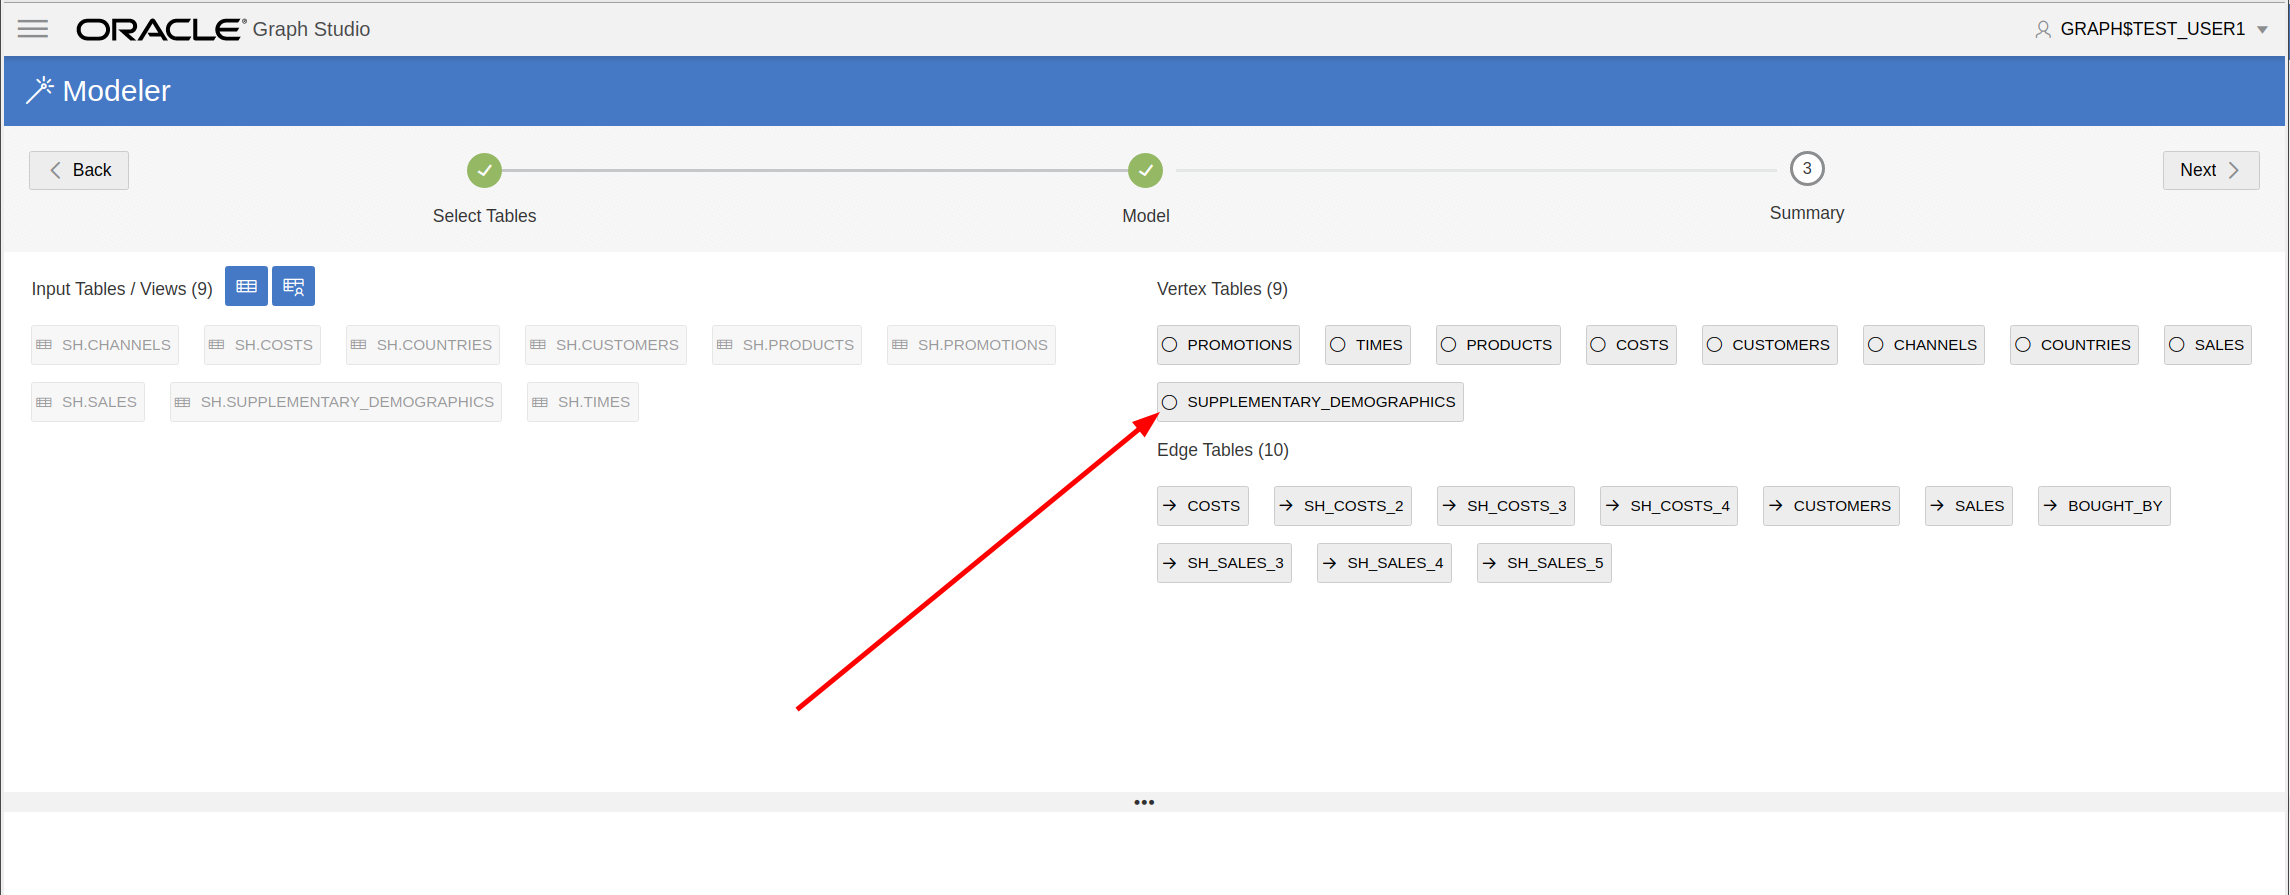 ORACLE® Graph Studio
GRAPH$TEST_USER1
Modeler
Back
3
Next
Select Tables
Model
Summary
Input Tables / Views (9)
SH.CHANNELS SH.COSTS SH.COUNTRIES SH.CUSTOMERS SH.PRODUCTS SH.PROMOTIONS
SH.SALES SH.SUPPLEMENTARY_DEMOGRAPHICS SH.TIMES
Vertex Tables (9)
PROMOTIONS TIMES PRODUCTS COSTS CUSTOMERS CHANNELS COUNTRIES SALES
SUPPLEMENTARY_DEMOGRAPHICS
Edge Tables (10)
COSTS SH_COSTS_2 SH_COSTS_3 SH_COSTS_4 CUSTOMERS SALES BOUGHT_BY
SH_SALES_3 SH_SALES_4 SH_SALES_5